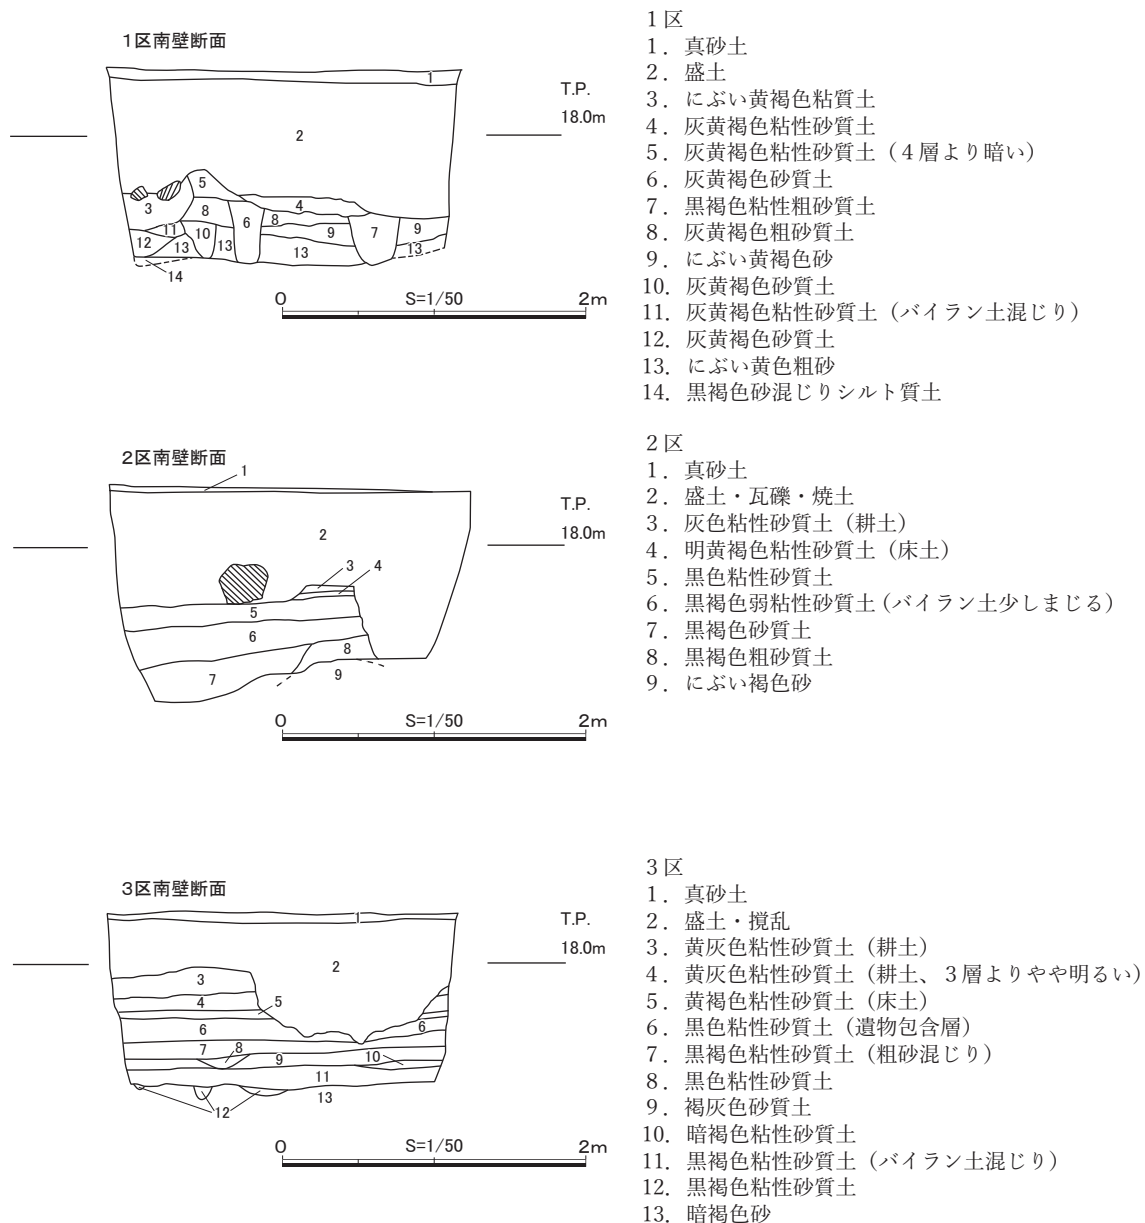 1区南壁断面
1
2
T.P.
18.0m
5
3
4
8
6
8
9
7
9
11
12
13
10
13
13
13
14
0 S=1/50 2m
1区
1．真砂土
2．盛土
3．にぶい黄褐色粘質土
4．灰黄褐色粘性砂質土
5．灰黄褐色粘性砂質土（４層より暗い）
6．灰黄褐色砂質土
7．黒褐色粘性粗砂質土
8．灰黄褐色粗砂質土
9．にぶい黄褐色砂
10．灰黄褐色砂質土
11．灰黄褐色粘性砂質土（バイラン土混じり）
12．灰黄褐色砂質土
13．にぶい黄色粗砂
14．黒褐色砂混じりシルト質土
2区南壁断面
1
2
T.P.
18.0m
3 4
5
6
8
7
9
0 S=1/50 2m
2区
1．真砂土
2．盛土・瓦礫・焼土
3．灰色粘性砂質土（耕土）
4．明黄褐色粘性砂質土（床土）
5．黒色粘性砂質土
6．黒褐色弱粘性砂質土（バイラン土少しまじる）
7．黒褐色砂質土
8．黒褐色粗砂質土
9．にぶい褐色砂
3区南壁断面
1
2
T.P.
18.0m
3
4
5
6
6
7
8
9
10
11
12
13
0 S=1/50 2m
3区
1．真砂土
2．盛土・撹乱
3．黄灰色粘性砂質土（耕土）
4．黄灰色粘性砂質土（耕土、３層よりやや明るい）
5．黄褐色粘性砂質土（床土）
6．黒色粘性砂質土（遺物包含層）
7．黒褐色粘性砂質土（粗砂混じり）
8．黒色粘性砂質土
9．褐灰色砂質土
10．暗褐色粘性砂質土
11．黒褐色粘性砂質土（バイラン土混じり）
12．黒褐色粘性砂質土
13．暗褐色砂